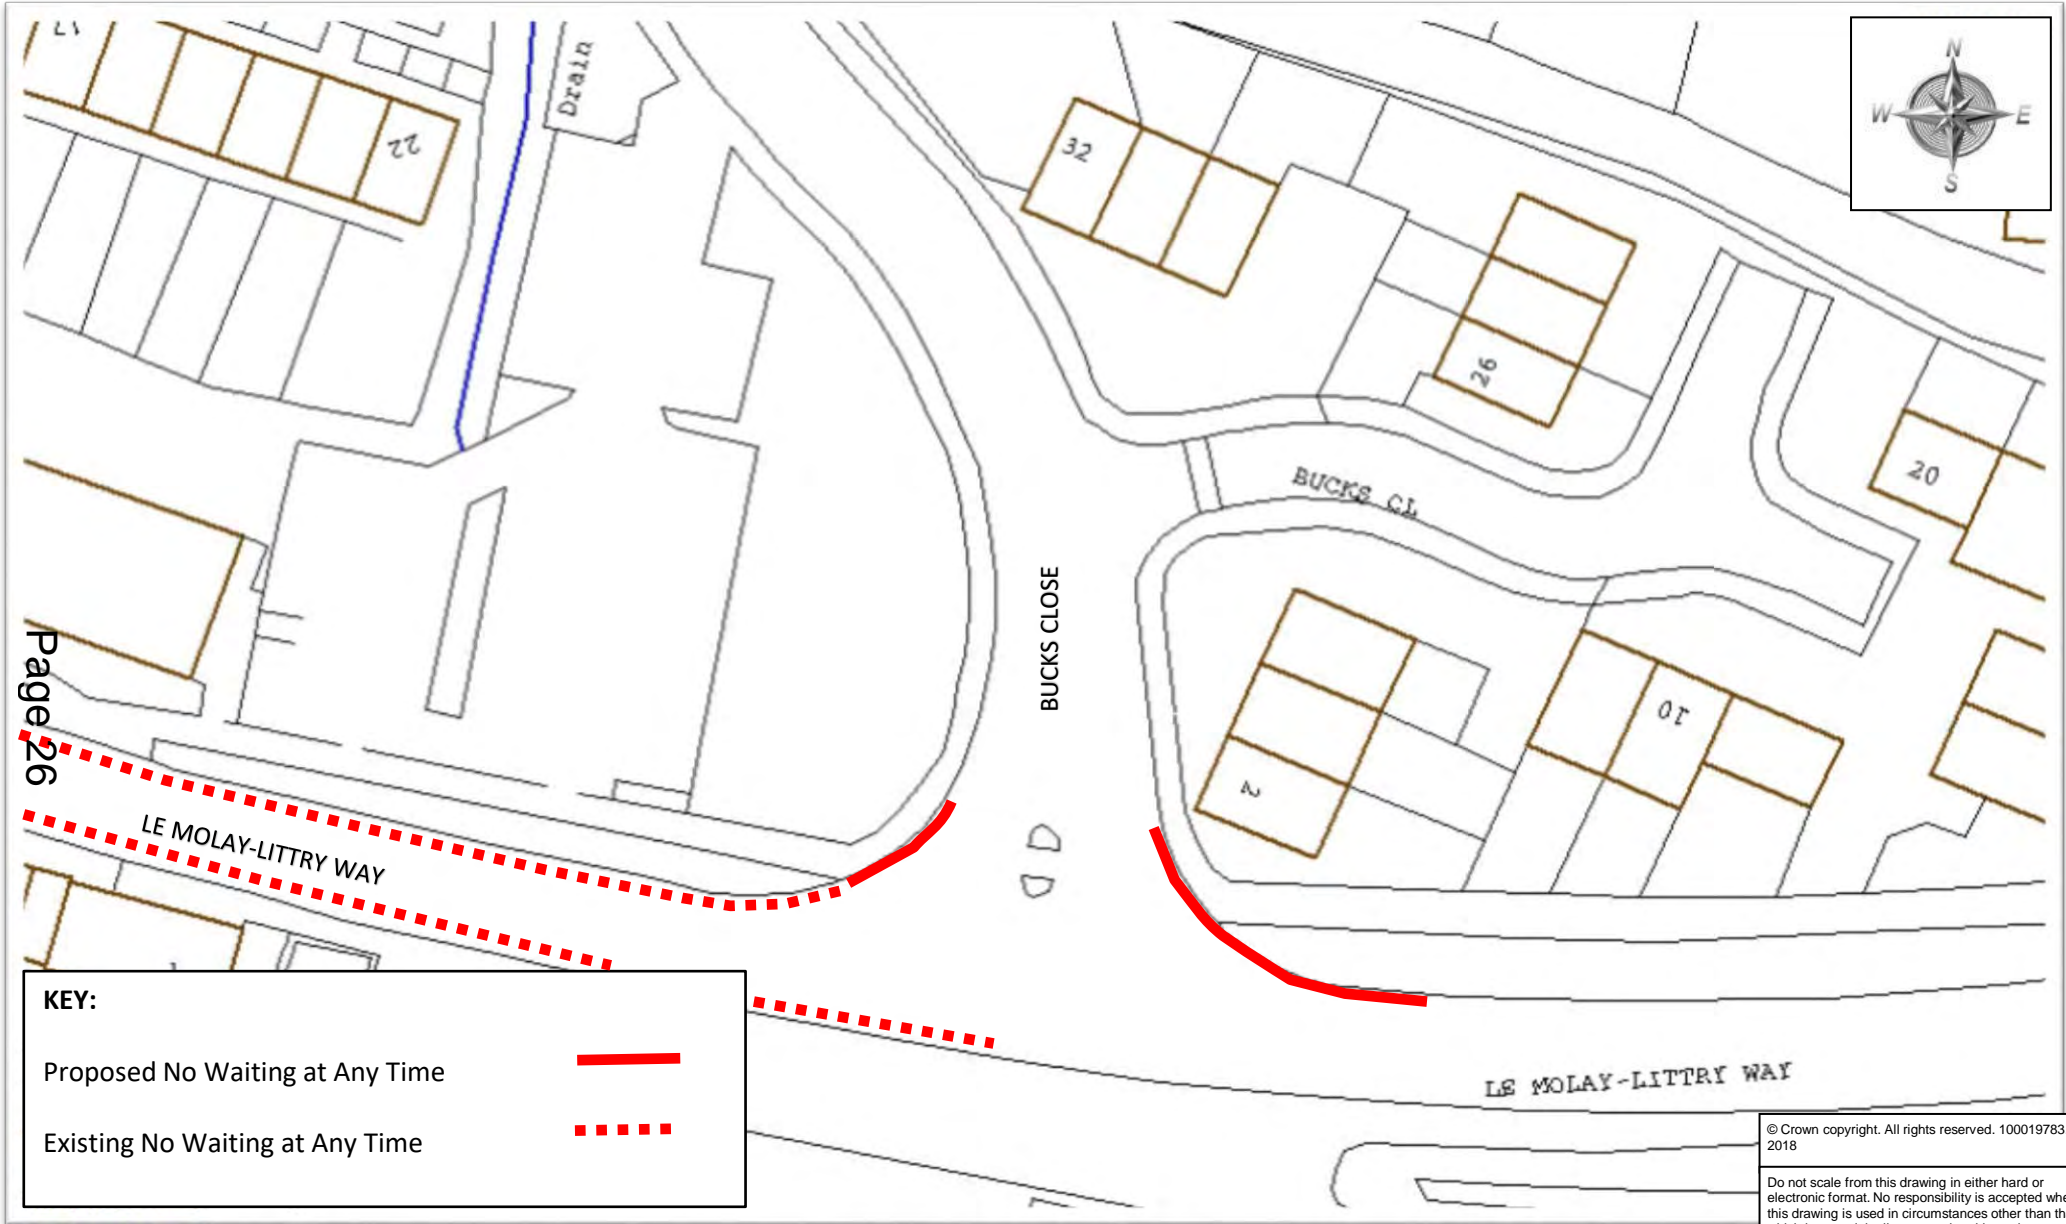 17
22
Drain
32
26
20
N
W E
S
BUCKS CL
BUCKS CLOSE
10
2
Page 26
LE MOLAY-LITTRY WAY
LE MOLAY-LITTRY WAY
KEY:
Proposed No Waiting at Any Time
Existing No Waiting at Any Time
© Crown copyright. All rights reserved. 100019783
2018
Do not scale from this drawing in either hard or
electronic format. No responsibility is accepted whe
this drawing is used in circumstances other than th